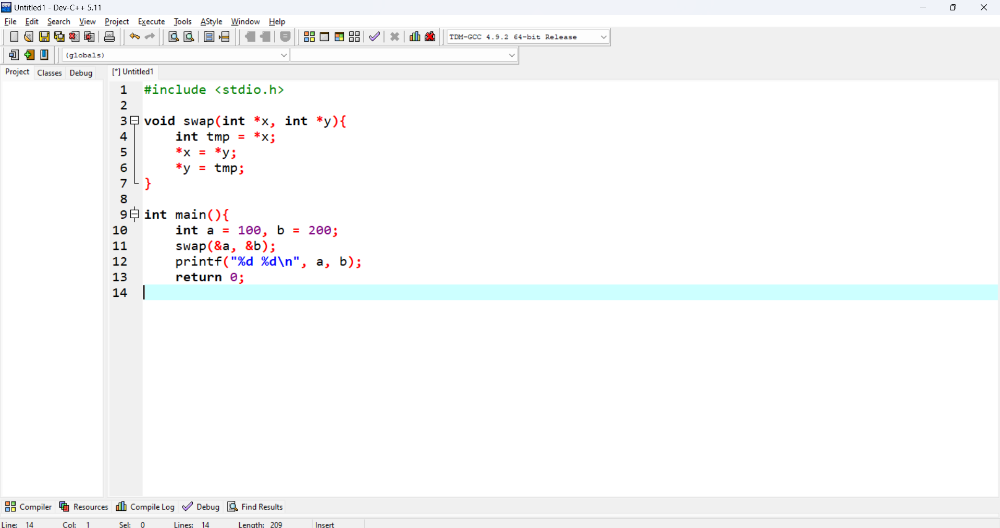 Untitled1 - Dev-C++ 5.11
File Edit Search View Project Execute Tools AStyle Window Help
TDM-GCC 4.9.2 64-bit Release
(globals)
Project Classes Debug [*] Untitled1
1 #include <stdio.h>
2
3 void swap(int *x, int *y){
4     int tmp = *x;
5     *x = *y;
6     *y = tmp;
7 }
8
9 int main(){
10     int a = 100, b = 200;
11     swap(&a, &b);
12     printf("%d %d\n", a, b);
13     return 0;
14
Compiler Resources Compile Log Debug Find Results
Line: 14 Col: 1 Sel: 0 Lines: 14 Length: 209 Insert